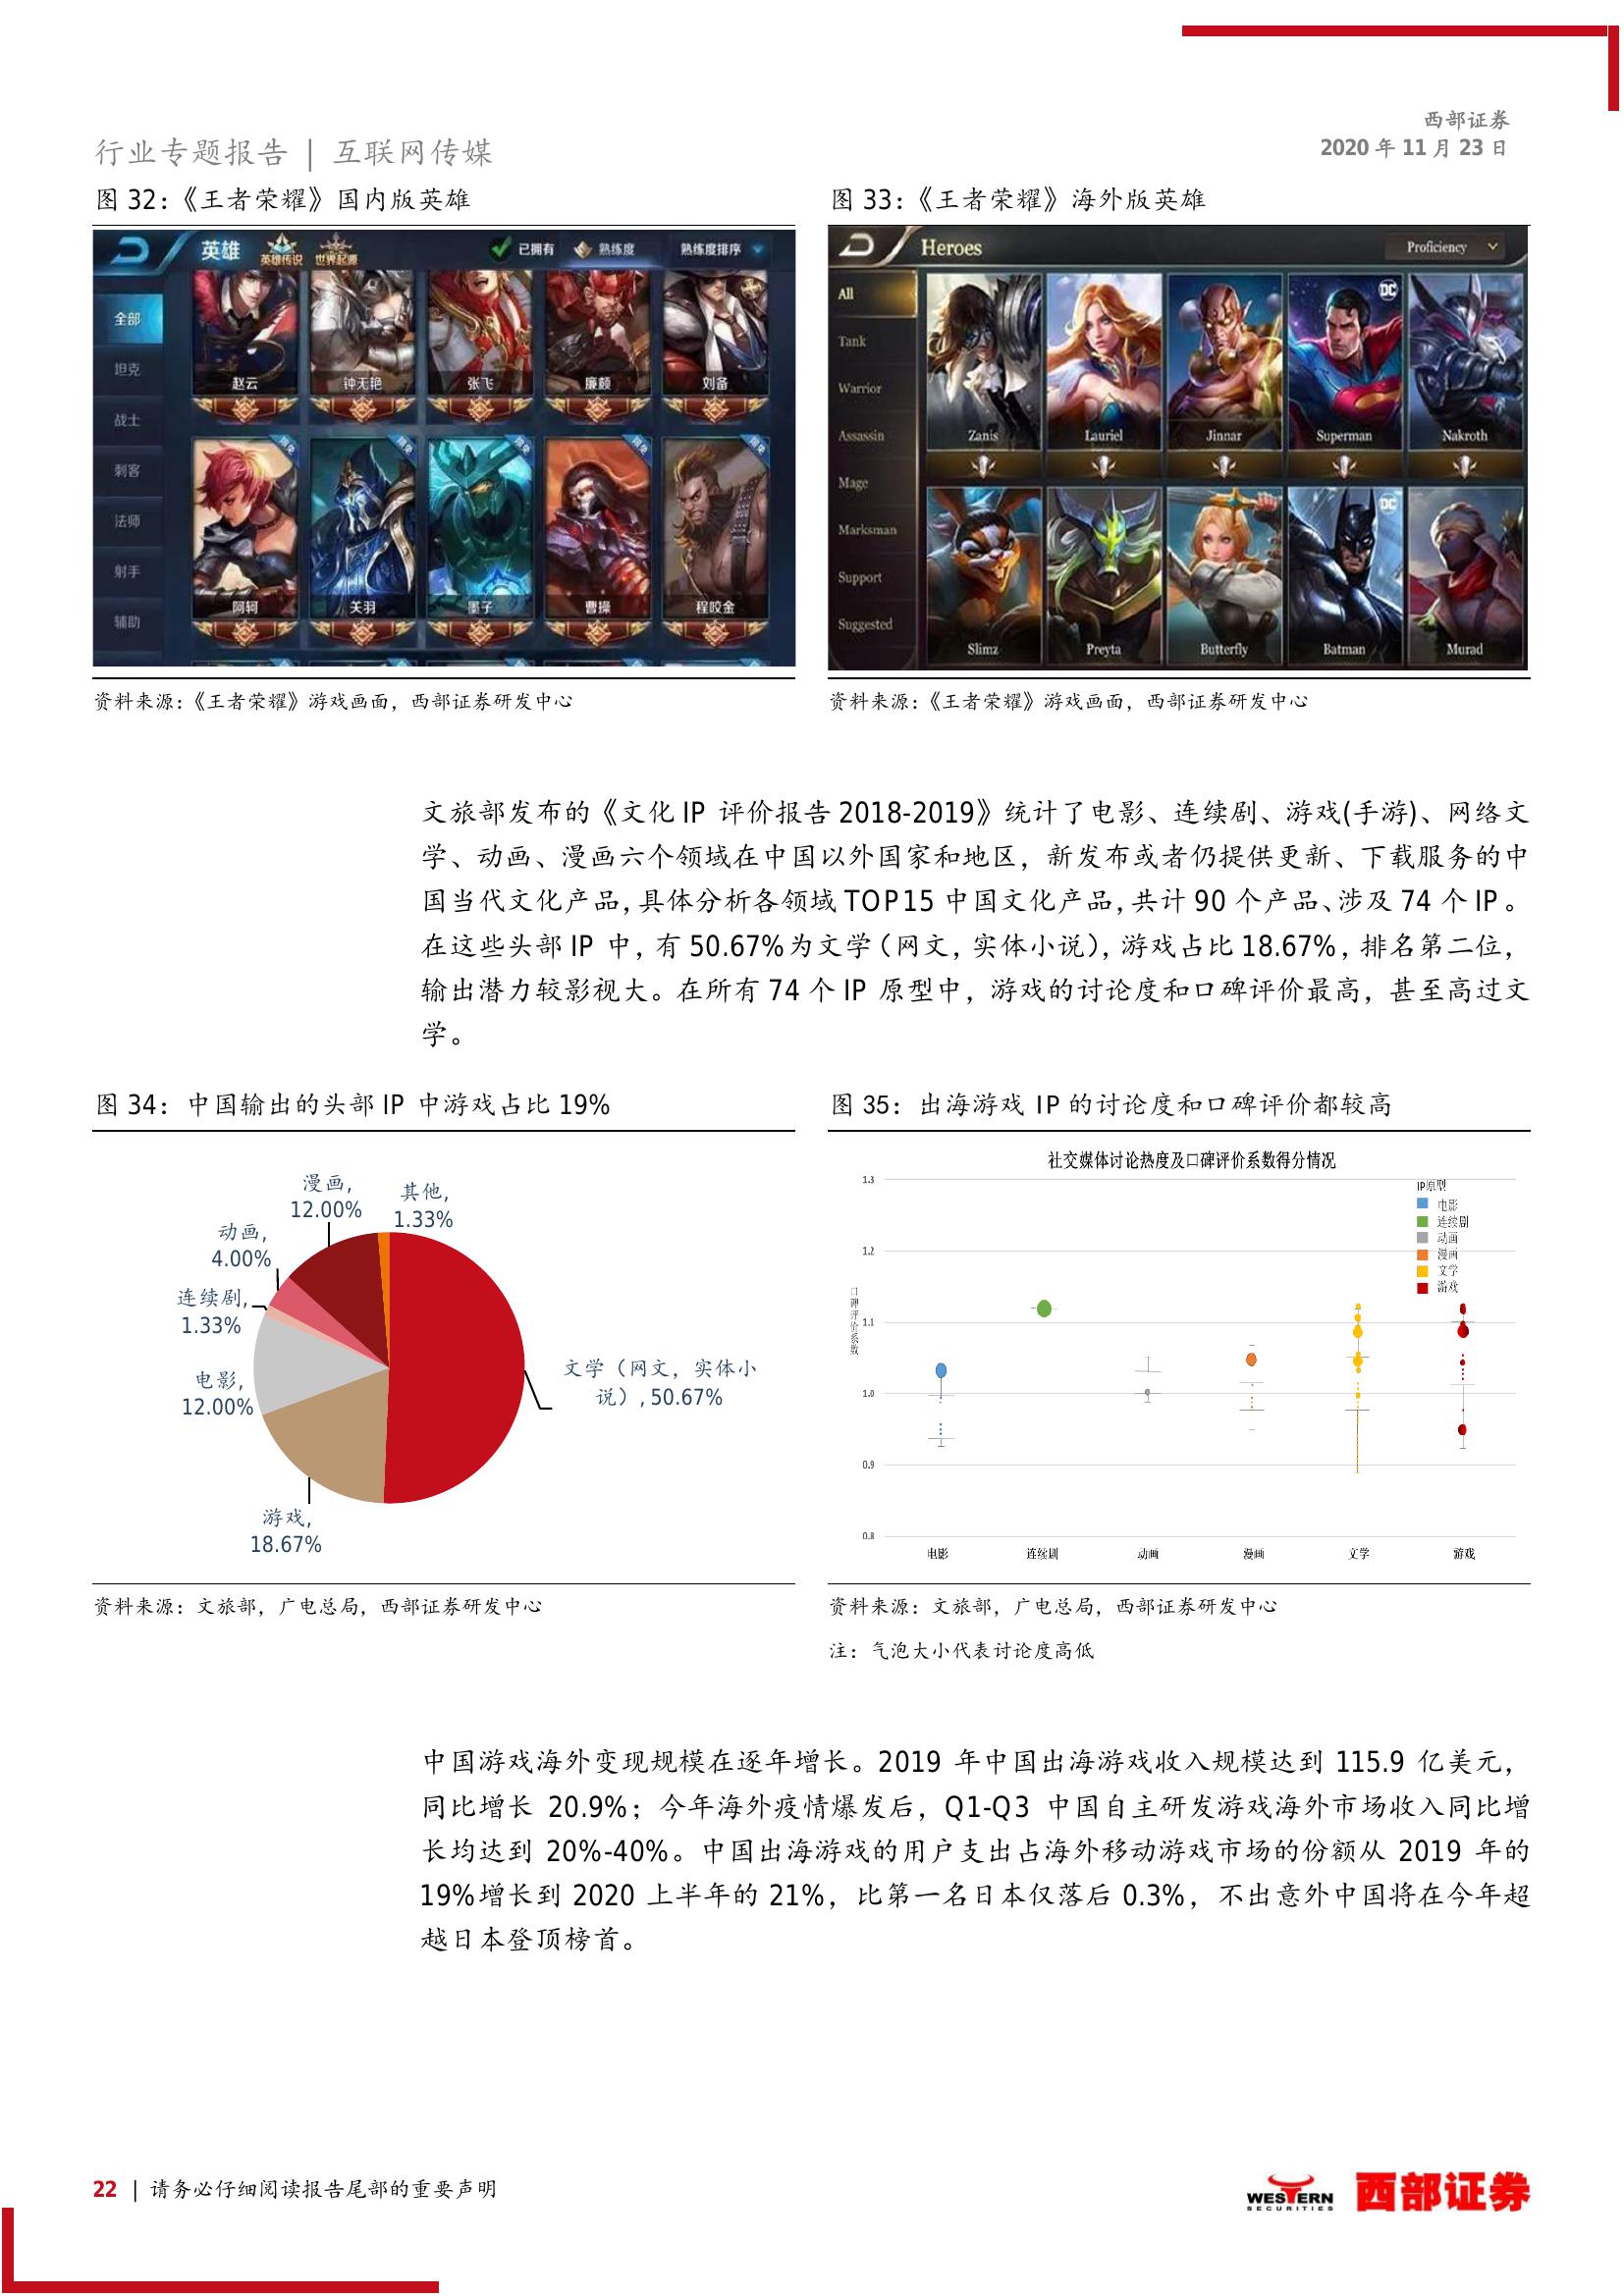 西部证券
2020 年 11 月 23 日
行业专题报告 | 互联网传媒
图 32：《王者荣耀》国内版英雄
英雄
英雄传说
世界起源
已拥有
熟练度
熟练度排序
全部
坦克
战士
刺客
法师
射手
辅助
赵云
钟无艳
张飞
廉颇
刘备
阿轲
关羽
墨子
曹操
程咬金
资料来源：《王者荣耀》游戏画面，西部证券研发中心
图 33：《王者荣耀》海外版英雄
Heroes
Proficiency
All
Tank
Warrior
Assassin
Mage
Marksman
Support
Suggested
DC
Zanis
Lauriel
Jinnar
Superman
Nakroth
DC
Slimz
Preyta
Butterfly
Batman
Murad
资料来源：《王者荣耀》游戏画面，西部证券研发中心
文旅部发布的《文化 IP 评价报告 2018-2019》统计了电影、连续剧、游戏(手游)、网络文
学、动画、漫画六个领域在中国以外国家和地区，新发布或者仍提供更新、下载服务的中
国当代文化产品，具体分析各领域 TOP15 中国文化产品，共计 90 个产品、涉及 74 个 IP。
在这些头部 IP 中，有 50.67%为文学（网文，实体小说），游戏占比 18.67%，排名第二位，
输出潜力较影视大。在所有 74 个 IP 原型中，游戏的讨论度和口碑评价最高，甚至高过文
学。
图 34：中国输出的头部 IP 中游戏占比 19%
漫画,
12.00%
其他,
1.33%
动画,
4.00%
连续剧,
1.33%
电影,
12.00%
文学（网文，实体小
说）, 50.67%
游戏,
18.67%
资料来源：文旅部，广电总局，西部证券研发中心
图 35：出海游戏 IP 的讨论度和口碑评价都较高
社交媒体讨论热度及口碑评价系数得分情况
IP原型
电影
连续剧
动画
漫画
文学
游戏
口碑评价系数
1.3
1.2
1.1
1.0
0.9
0.8
电影
连续剧
动画
漫画
文学
游戏
资料来源：文旅部，广电总局，西部证券研发中心
注：气泡大小代表讨论度高低
中国游戏海外变现规模在逐年增长。2019 年中国出海游戏收入规模达到 115.9 亿美元，
同比增长 20.9%；今年海外疫情爆发后，Q1-Q3 中国自主研发游戏海外市场收入同比增
长均达到 20%-40%。中国出海游戏的用户支出占海外移动游戏市场的份额从 2019 年的
19%增长到 2020 上半年的 21%，比第一名日本仅落后 0.3%，不出意外中国将在今年超
越日本登顶榜首。
22 | 请务必仔细阅读报告尾部的重要声明
WESTERN
SECURITIES
西部证券